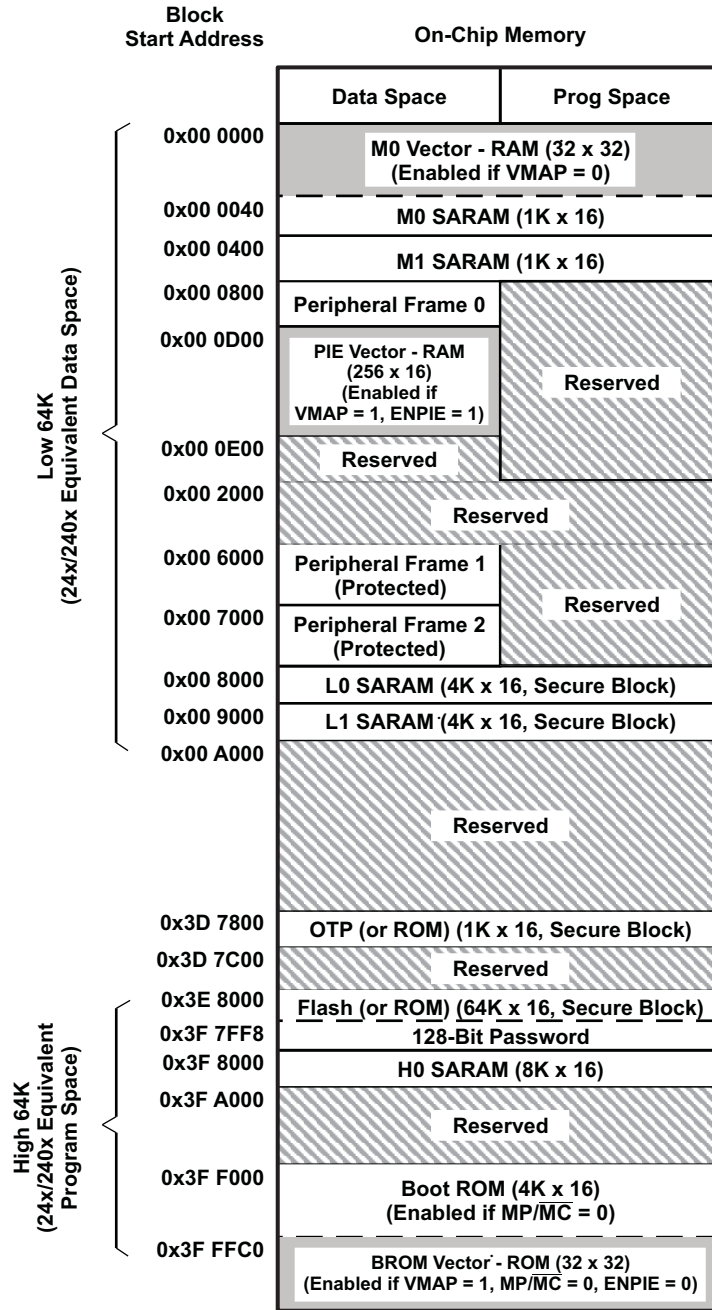 Block
Start Address
On-Chip Memory
Data Space
Prog Space
0x00 0000
M0 Vector - RAM (32 x 32)
(Enabled if VMAP = 0)
0x00 0040
M0 SARAM (1K x 16)
0x00 0400
M1 SARAM (1K x 16)
0x00 0800
Peripheral Frame 0
0x00 0D00
PIE Vector - RAM
(256 x 16)
(Enabled if
VMAP = 1, ENPIE = 1)
Reserved
0x00 0E00
Reserved
0x00 2000
Reserved
0x00 6000
Peripheral Frame 1
(Protected)
Reserved
0x00 7000
Peripheral Frame 2
(Protected)
0x00 8000
L0 SARAM (4K x 16, Secure Block)
0x00 9000
L1 SARAM (4K x 16, Secure Block)
0x00 A000
Reserved
Low 64K
(24x/240x Equivalent Data Space)
0x3D 7800
OTP (or ROM) (1K x 16, Secure Block)
0x3D 7C00
Reserved
0x3E 8000
Flash (or ROM) (64K x 16, Secure Block)
0x3F 7FF8
128-Bit Password
0x3F 8000
H0 SARAM (8K x 16)
0x3F A000
Reserved
0x3F F000
Boot ROM (4K x 16)
(Enabled if MP/M̅C̅ = 0)
0x3F FFC0
BROM Vector - ROM (32 x 32)
(Enabled if VMAP = 1, MP/M̅C̅ = 0, ENPIE = 0)
High 64K
(24x/240x Equivalent
Program Space)